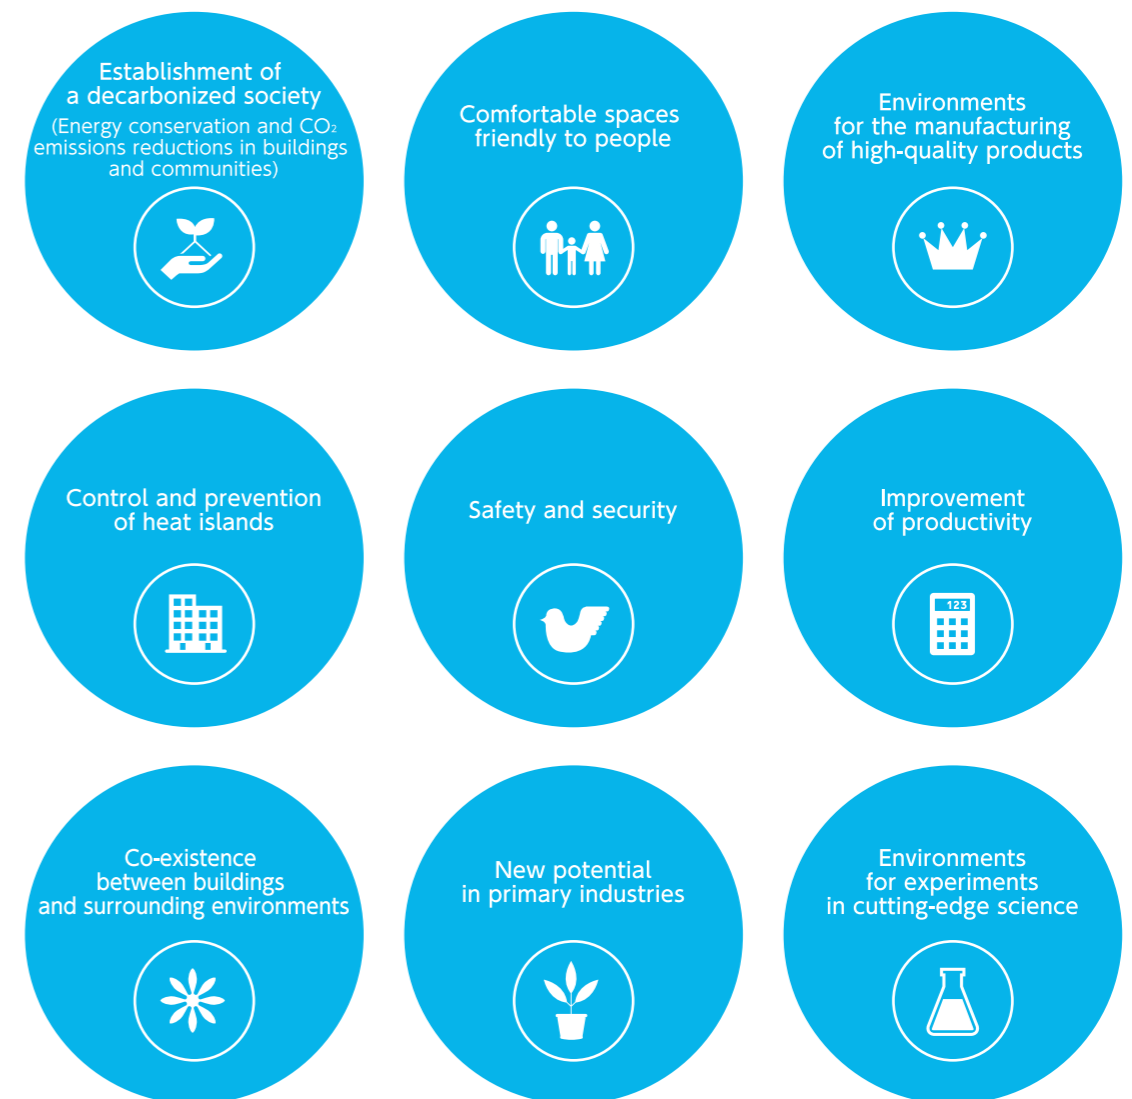 Establishment of
a decarbonized society
(Energy conservation and CO₂
emissions reductions in buildings
and communities)
Comfortable spaces
friendly to people
Environments
for the manufacturing
of high-quality products
Control and prevention
of heat islands
Safety and security
Improvement
of productivity
123
Co-existence
between buildings
and surrounding environments
New potential
in primary industries
Environments
for experiments
in cutting-edge science